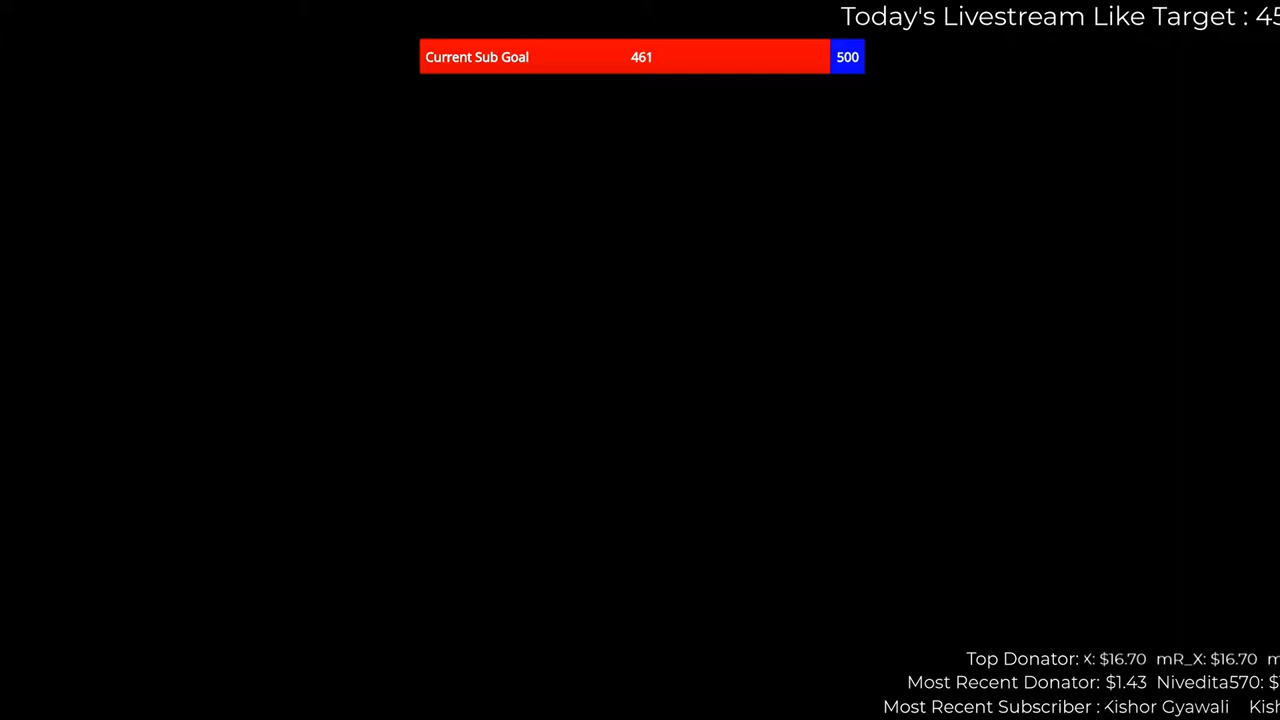 Today's Livestream Like Target : 45
Current Sub Goal 461 500
Top Donator: X: $16.70 mR_X: $16.70 m
Most Recent Donator: $1.43 Nivedita570: $
Most Recent Subscriber : Kishor Gyawali Kish